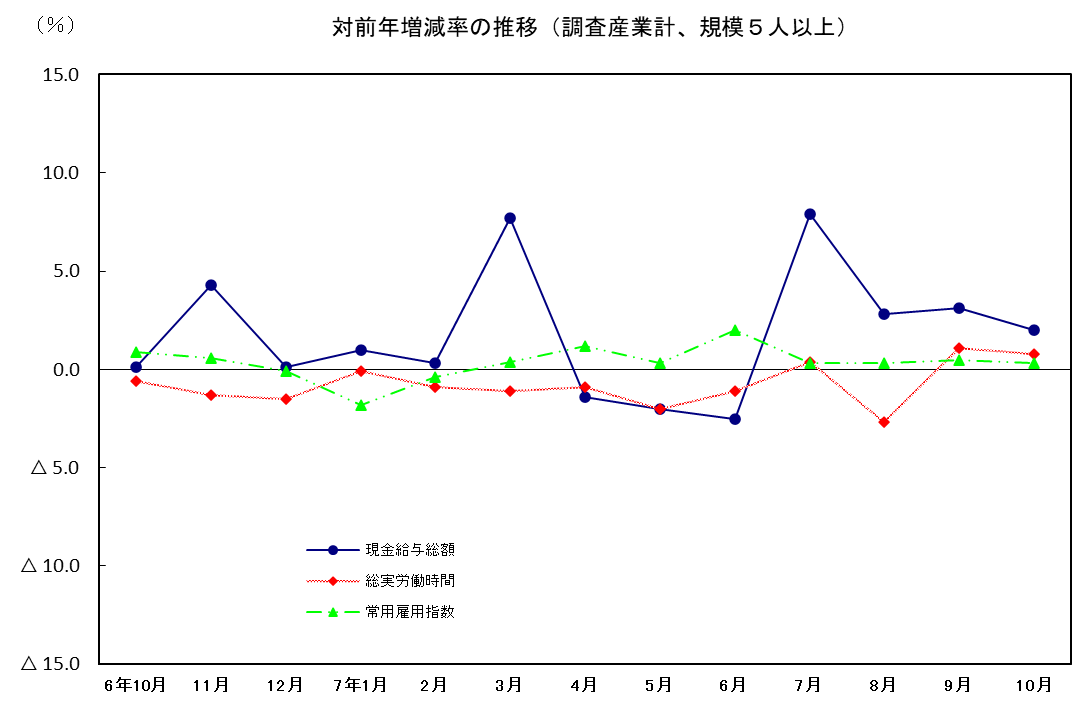 （%）
対前年増減率の推移（調査産業計、規模５人以上）
15.0
10.0
5.0
0.0
△ 5.0
△ 10.0
△ 15.0
現金給与総額
総実労働時間
常用雇用指数
6年10月 11月 12月 7年1月 2月 3月 4月 5月 6月 7月 8月 9月 10月